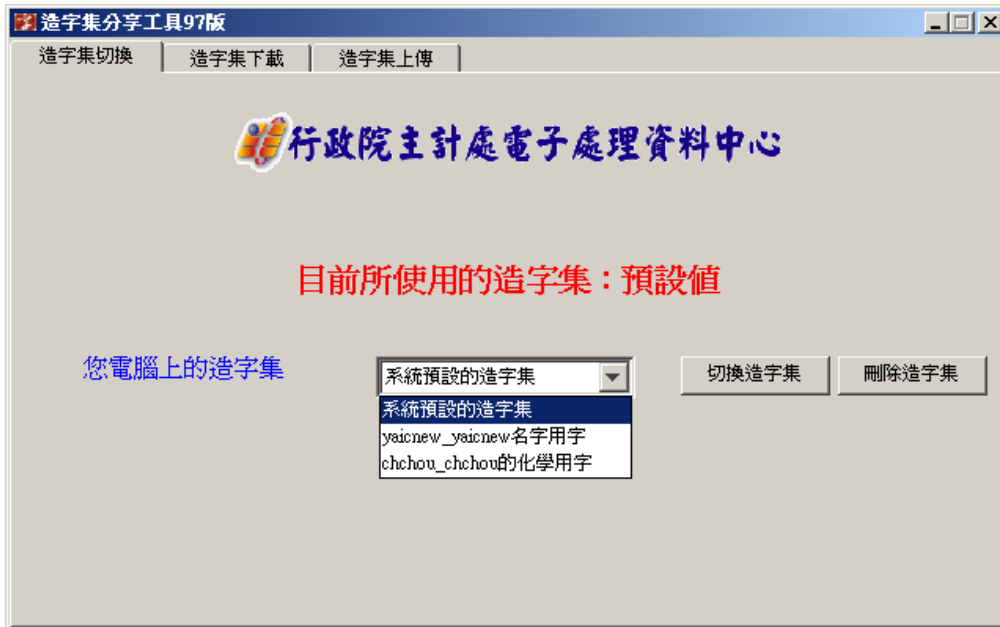 造字集分享工具97版
造字集切換 造字集下載 造字集上傳
行政院主計處電子處理資料中心
目前所使用的造字集：預設値
您電腦上的造字集 系統預設的造字集 切換造字集 刪除造字集
系統預設的造字集
yaicnew_yaicnew名字用字
chchou_chchou的化學用字